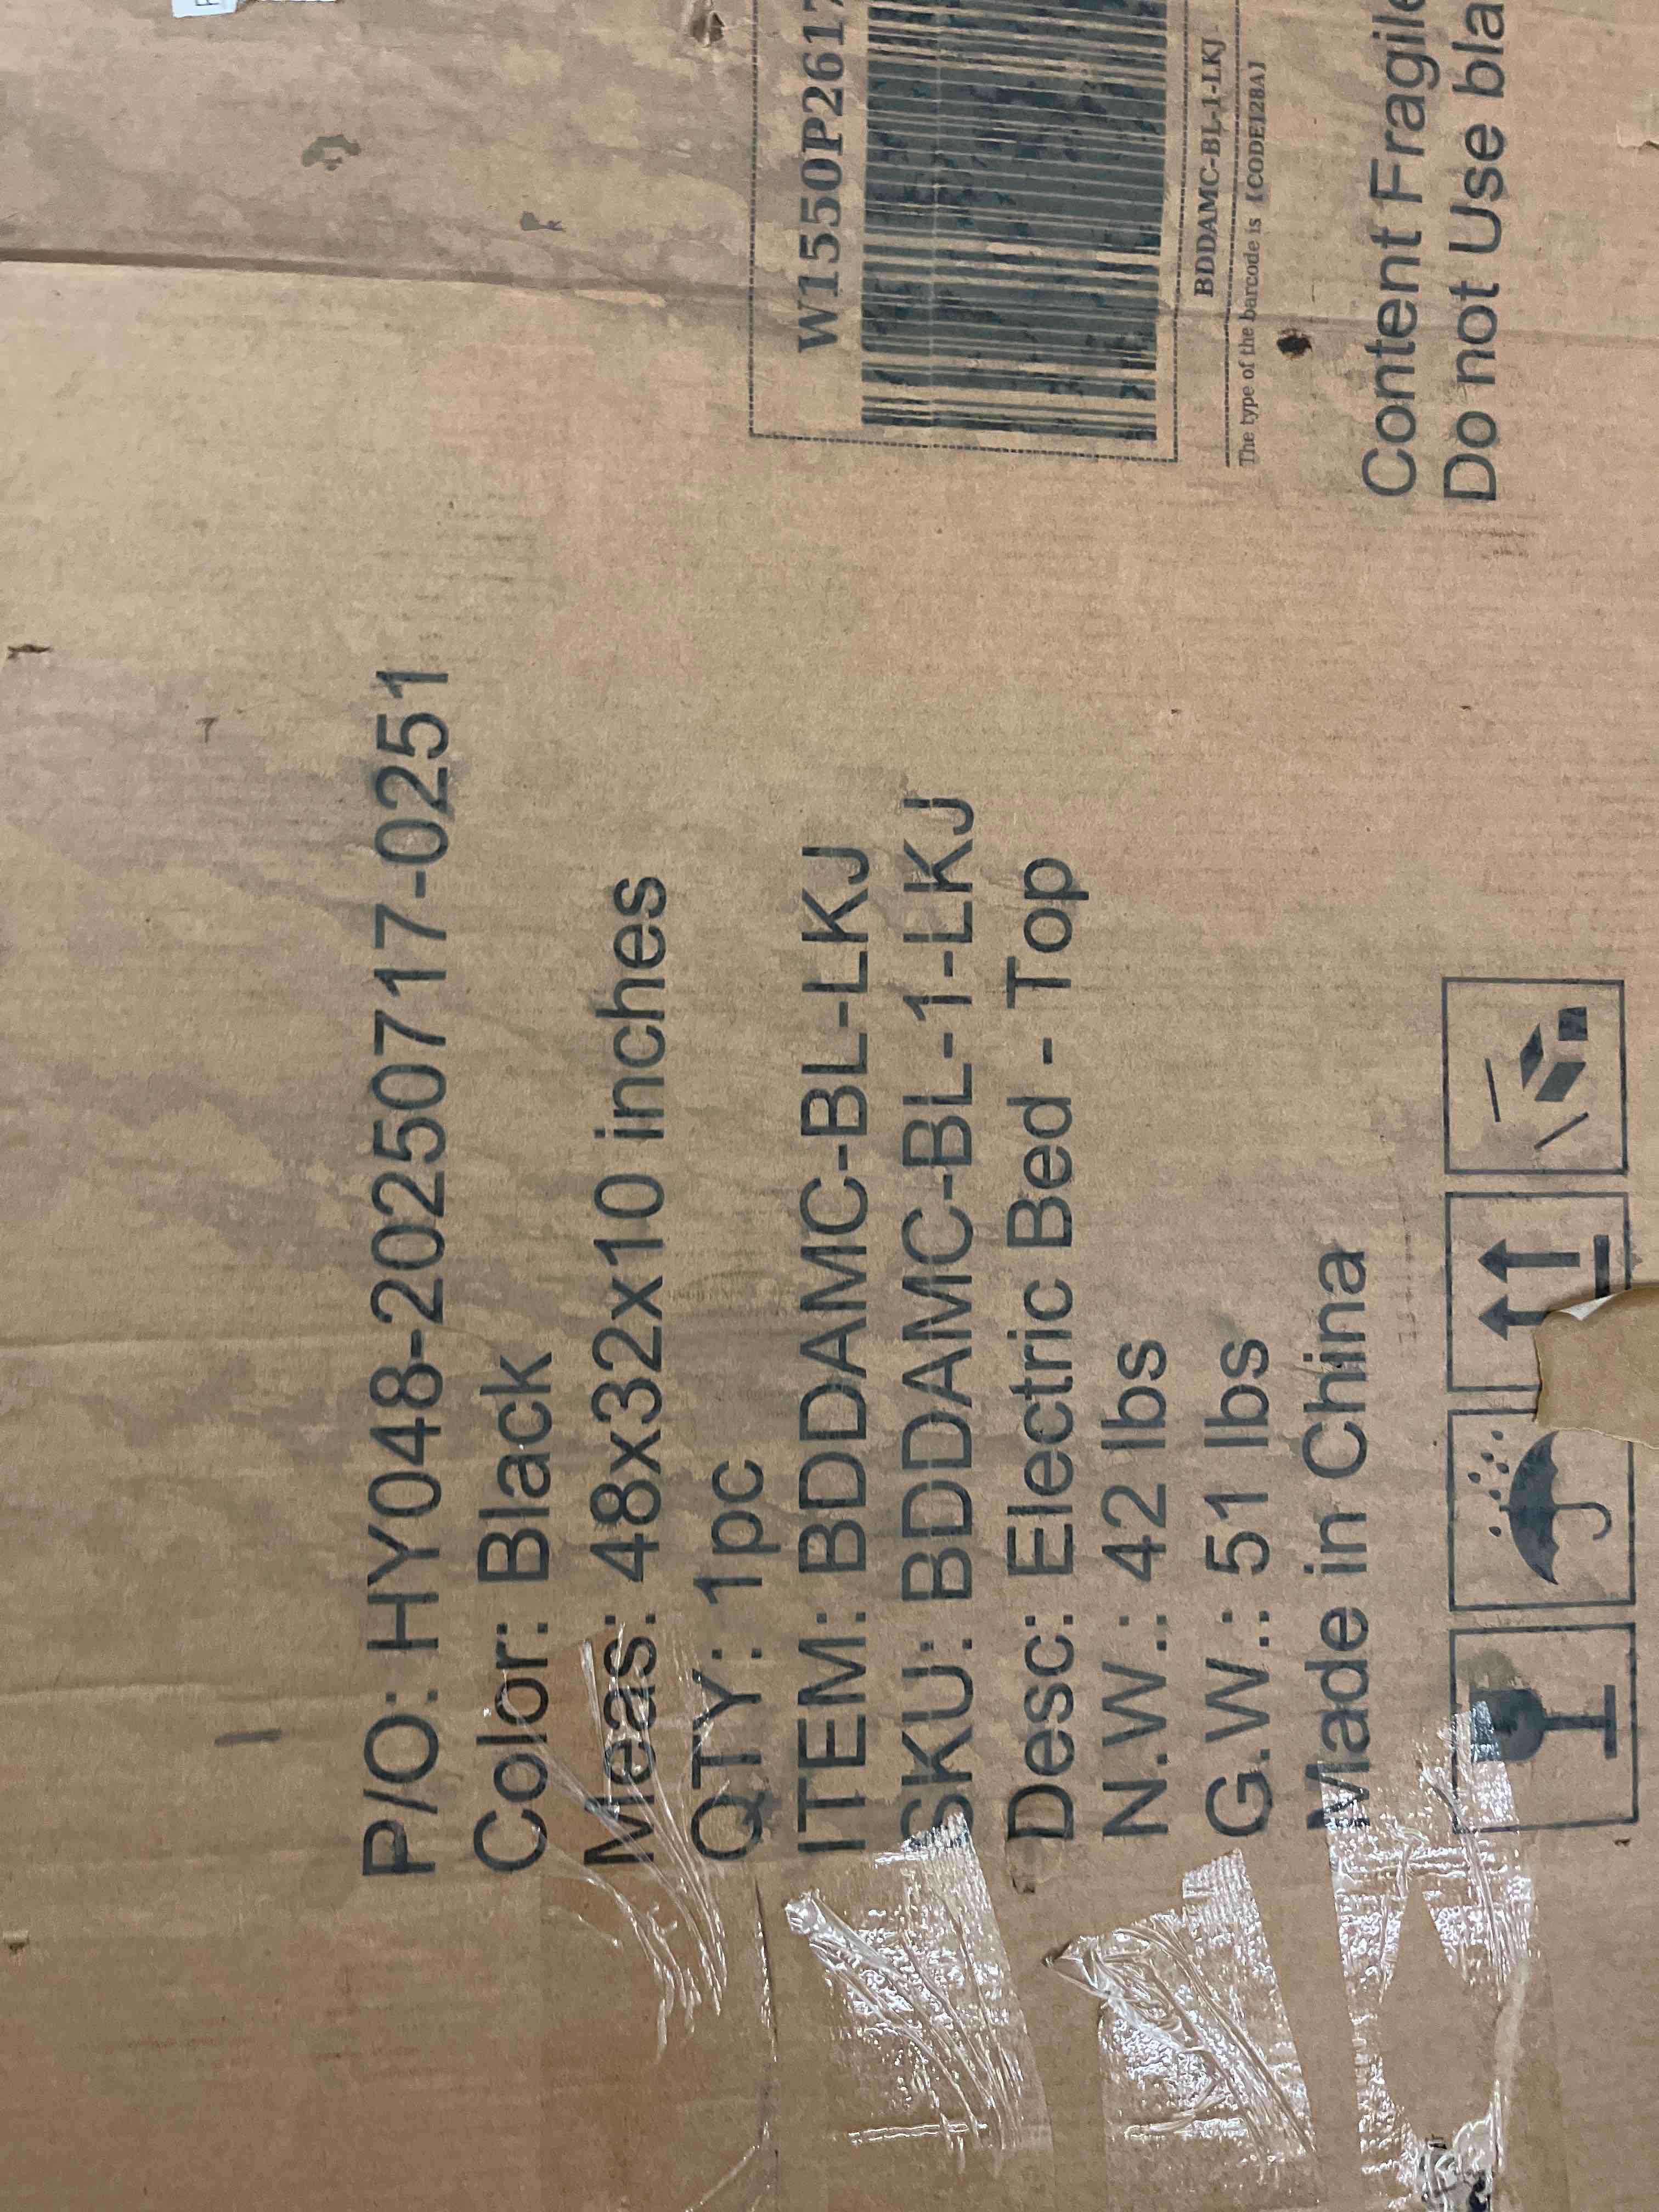 P/O: HY048-20250717-0251
Color: Black
Meas: 48x32x10 inches
QTY: 1pc
ITEM: BDDAMC-BL-LKJ
SKU: BDDAMC-BL-1-LKJ
Desc: Electric Bed - Top
N.W.: 42 lbs
G.W.: 51 lbs
Made in China
W1550P2617
BDDAMC-BL-1-LKJ
The type of the barcode is [CODE128A]
Content Fragile
Do not Use bla